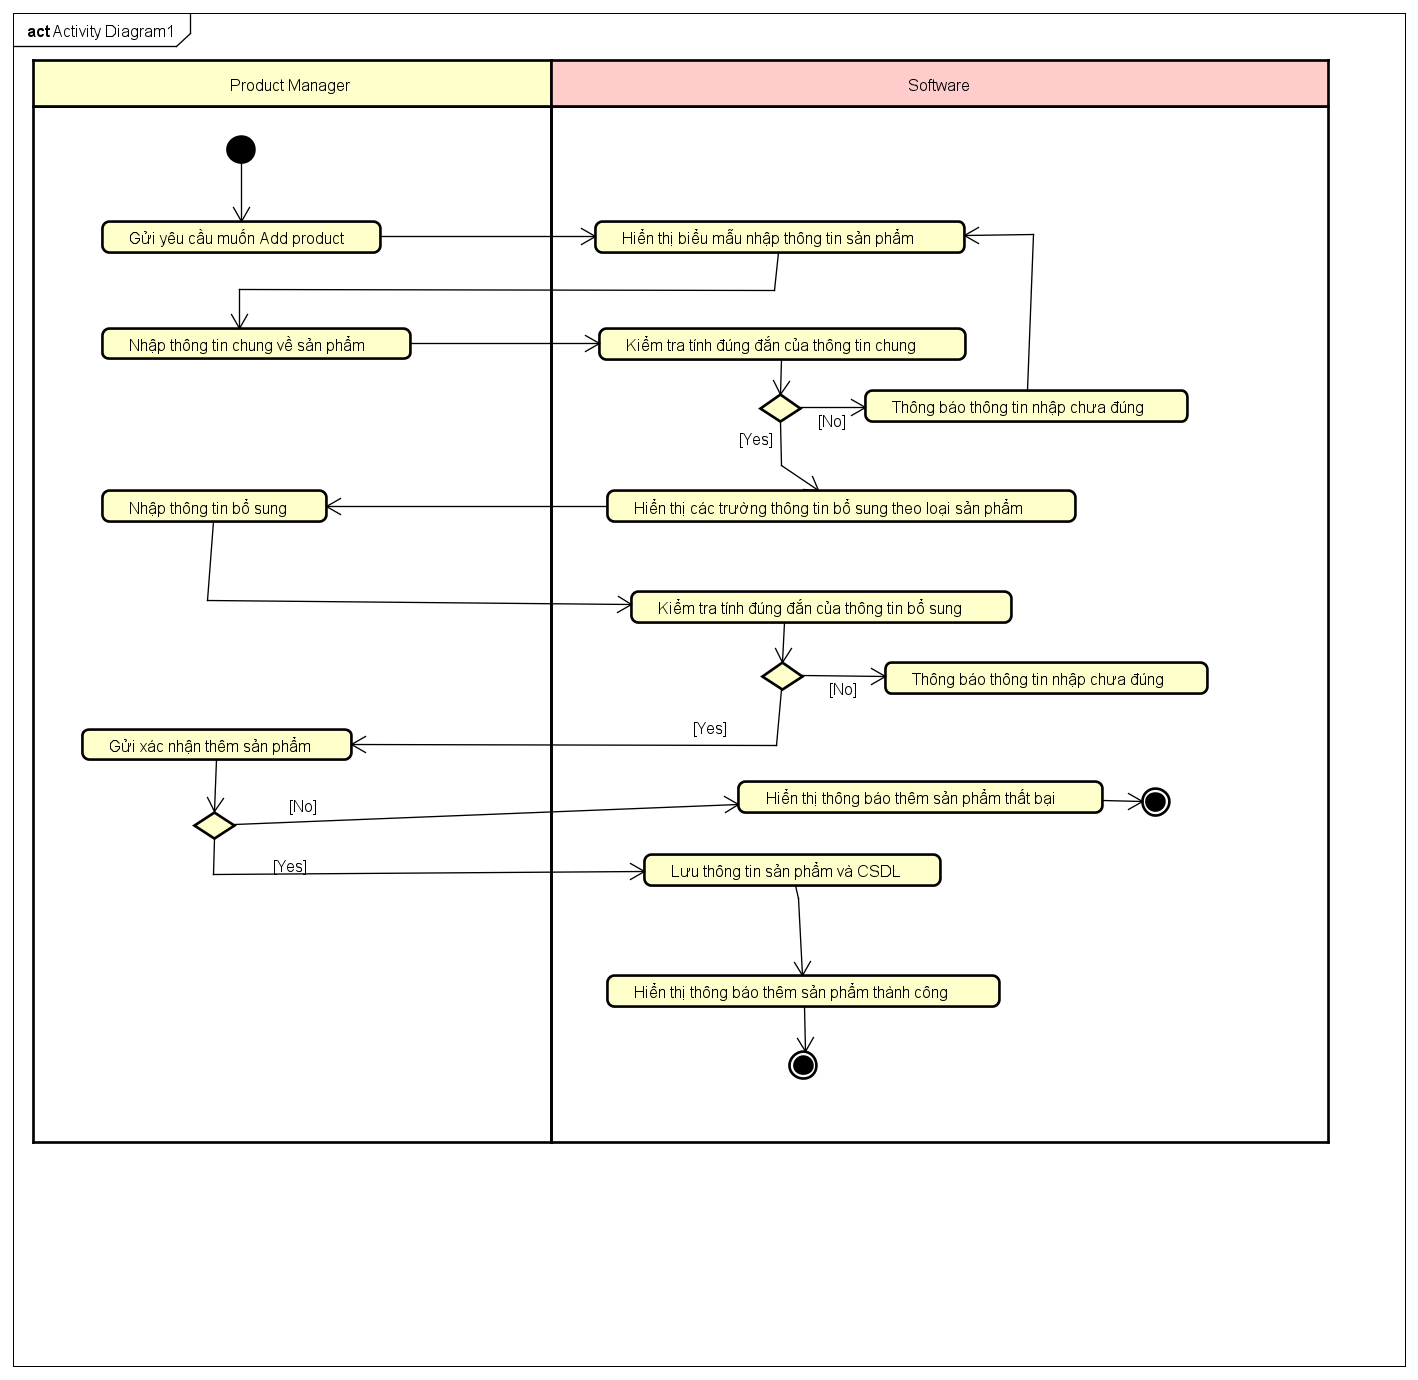 act Activity Diagram1
Product Manager
Software
Gửi yêu cầu muốn Add product
Hiển thị biểu mẫu nhập thông tin sản phẩm
Nhập thông tin chung về sản phẩm
Kiểm tra tính đúng đắn của thông tin chung
Thông báo thông tin nhập chưa đúng
[No]
[Yes]
Nhập thông tin bổ sung
Hiển thị các trường thông tin bổ sung theo loại sản phẩm
Kiểm tra tính đúng đắn của thông tin bổ sung
Thông báo thông tin nhập chưa đúng
[No]
[Yes]
Gửi xác nhận thêm sản phẩm
[No]
Hiển thị thông báo thêm sản phẩm thất bại
[Yes]
Lưu thông tin sản phẩm và CSDL
Hiển thị thông báo thêm sản phẩm thành công